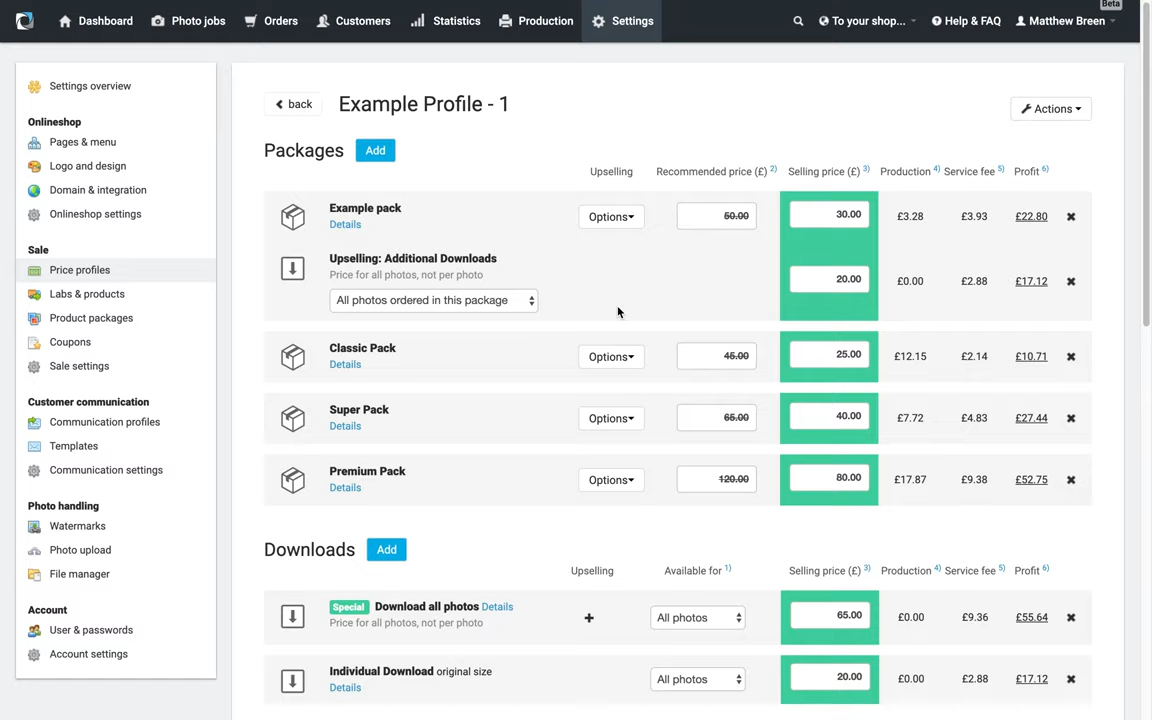 Beta
Dashboard Photo jobs Orders Customers Statistics Production Settings To your shop... Help & FAQ Matthew Breen
Settings overview
Onlineshop
Pages & menu
Logo and design
Domain & integration
Onlineshop settings
Sale
Price profiles
Labs & products
Product packages
Coupons
Sale settings
Customer communication
Communication profiles
Templates
Communication settings
Photo handling
Watermarks
Photo upload
File manager
Account
User & passwords
Account settings
back Example Profile - 1 Actions
Packages Add
Upselling Recommended price (£) 2) Selling price (£) 3) Production 4) Service fee 5) Profit 6)
Example pack
Details
Options 50.00 30.00 £3.28 £3.93 £22.80
Upselling: Additional Downloads
Price for all photos, not per photo
All photos ordered in this package
20.00 £0.00 £2.88 £17.12
Classic Pack
Details
Options 45.00 25.00 £12.15 £2.14 £10.71
Super Pack
Details
Options 65.00 40.00 £7.72 £4.83 £27.44
Premium Pack
Details
Options 120.00 80.00 £17.87 £9.38 £52.75
Downloads Add
Upselling Available for 1) Selling price (£) 3) Production 4) Service fee 5) Profit 6)
Special Download all photos Details
Price for all photos, not per photo
All photos 65.00 £0.00 £9.36 £55.64
Individual Download original size
Details
All photos 20.00 £0.00 £2.88 £17.12